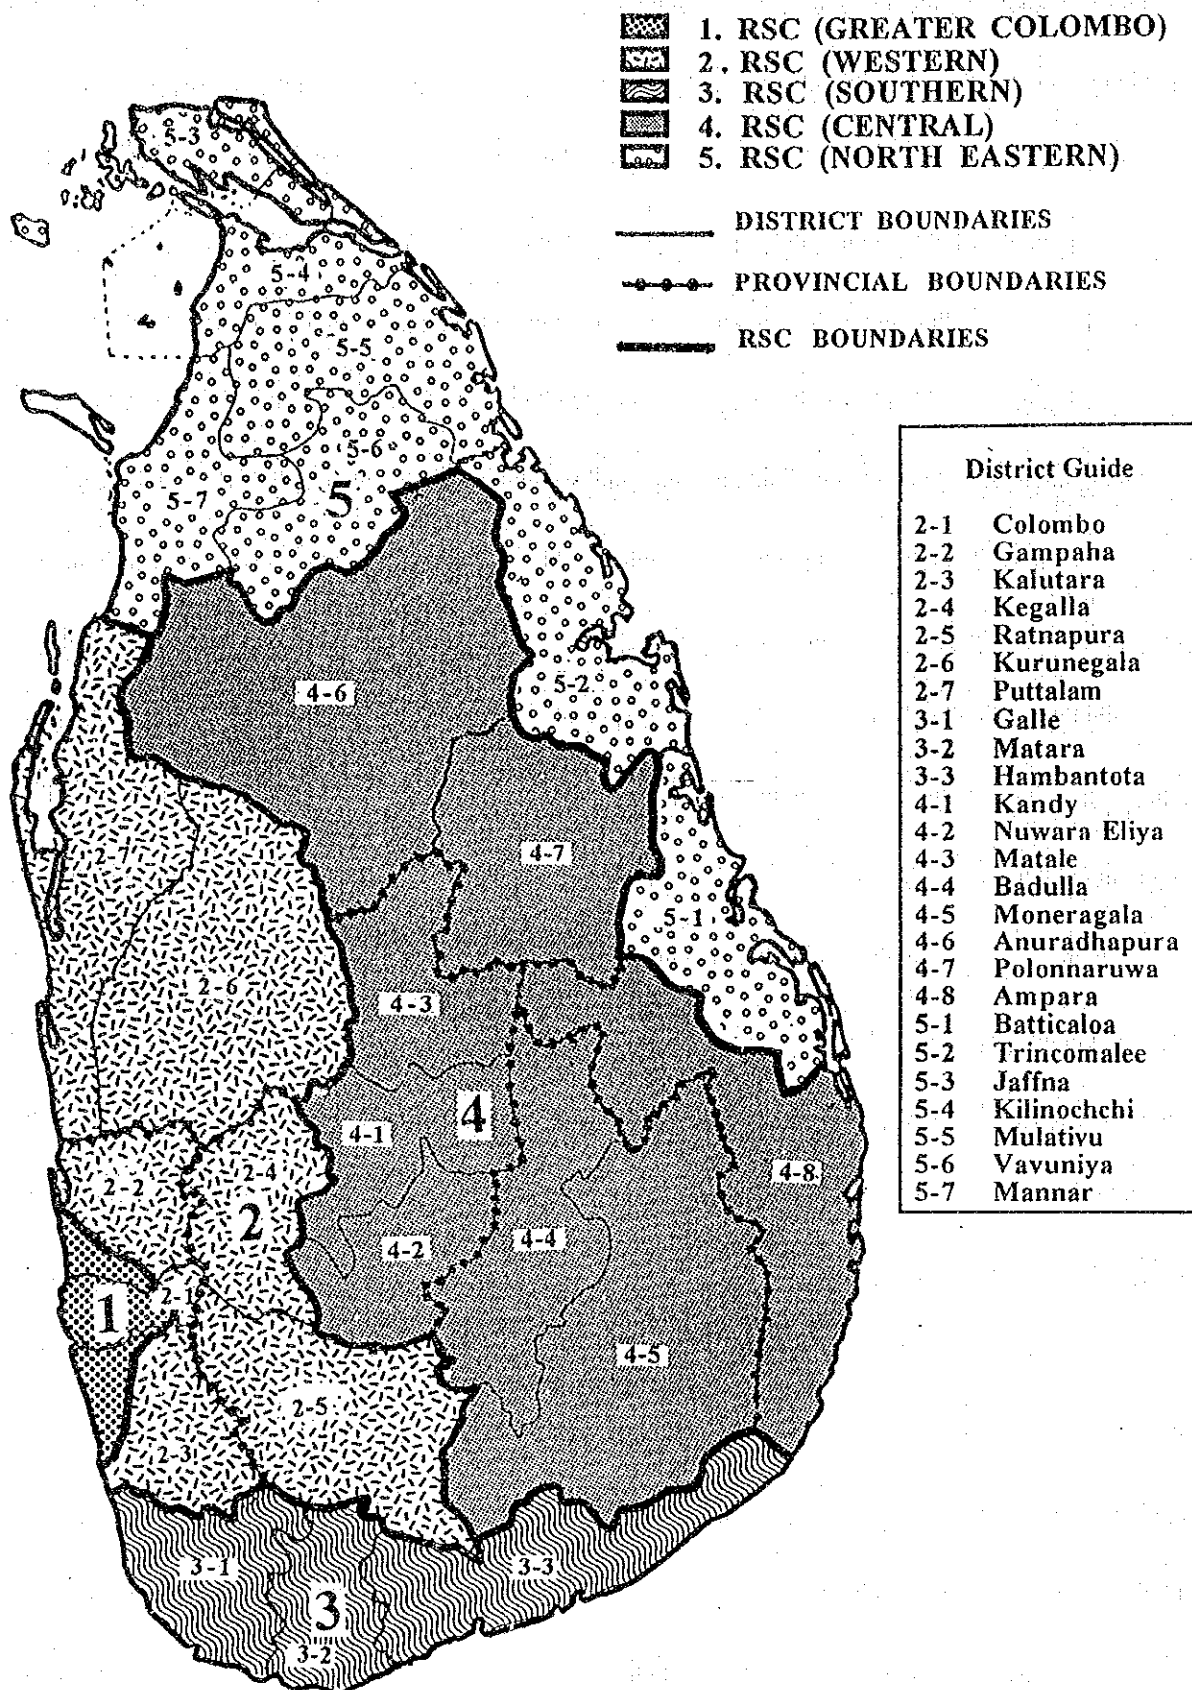 1. RSC (GREATER COLOMBO)
2. RSC (WESTERN)
3. RSC (SOUTHERN)
4. RSC (CENTRAL)
5. RSC (NORTH EASTERN)
DISTRICT BOUNDARIES
PROVINCIAL BOUNDARIES
RSC BOUNDARIES
District Guide
2-1 Colombo
2-2 Gampaha
2-3 Kalutara
2-4 Kegalla
2-5 Ratnapura
2-6 Kurunegala
2-7 Puttalam
3-1 Galle
3-2 Matara
3-3 Hambantota
4-1 Kandy
4-2 Nuwara Eliya
4-3 Matale
4-4 Badulla
4-5 Moneragala
4-6 Anuradhapura
4-7 Polonnaruwa
4-8 Ampara
5-1 Batticaloa
5-2 Trincomalee
5-3 Jaffna
5-4 Kilinochchi
5-5 Mulativu
5-6 Vavuniya
5-7 Mannar
5-3
5-4
5-5
5-6
5-7
5
4-6
5-2
2-7
4-7
5-1
2-6
4-3
4-1
4
2-2
2-4
4-8
2
4-2
4-4
2-1
1
4-5
2-5
2-3
3-1
3-3
3
3-2